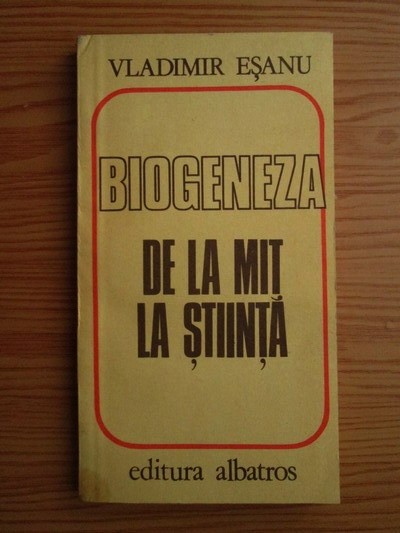 VLADIMIR EȘANU
BIOGENEZA
DE LA MIT
LA ȘTIINȚĂ
editura albatros